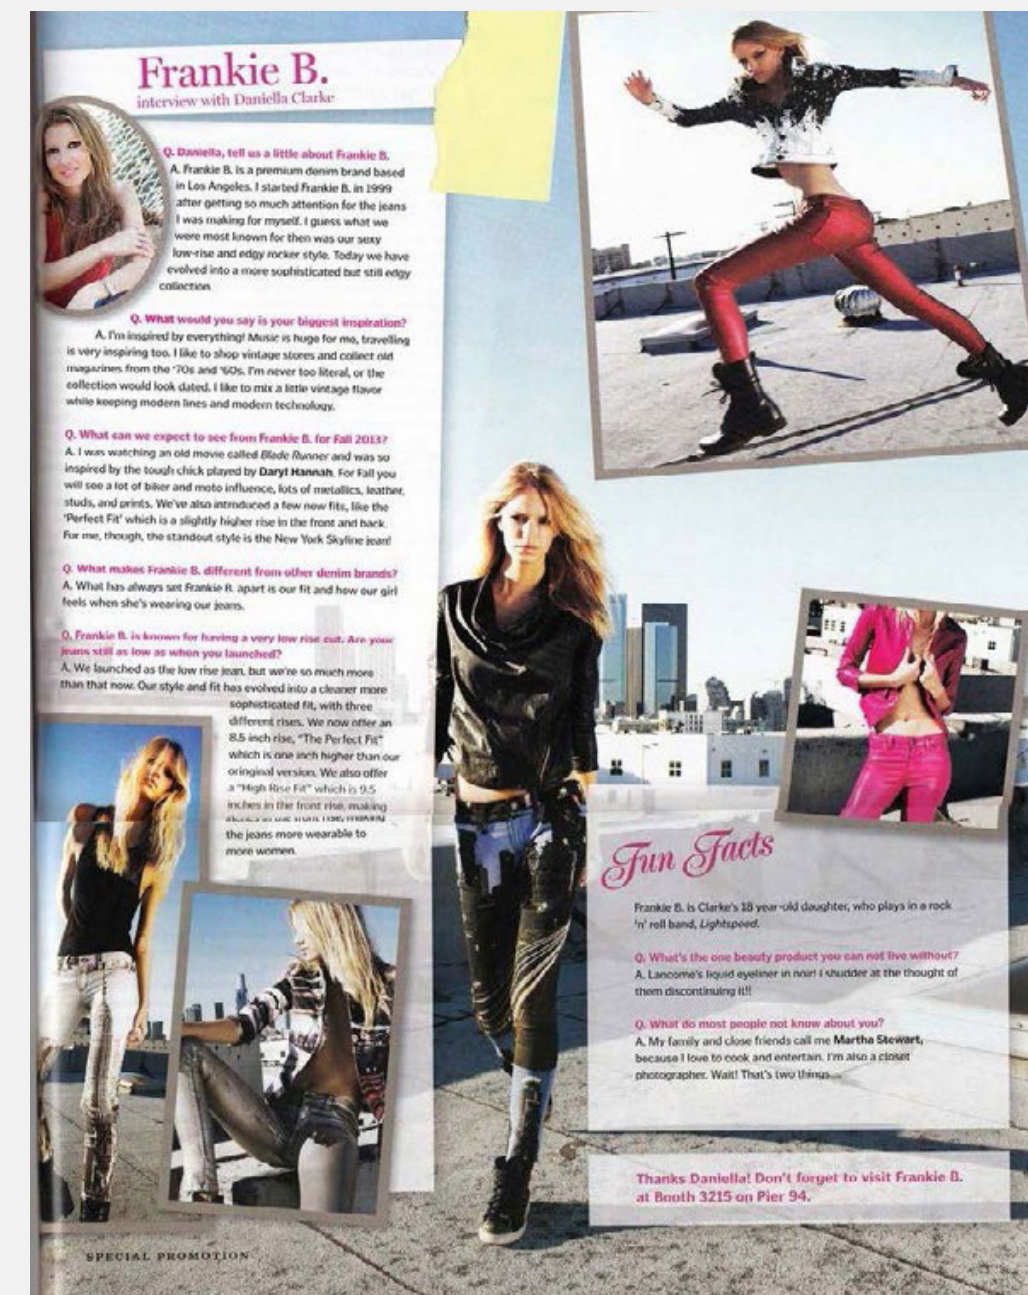 Frankie B.
interview with Daniella Clarke
Q. Daniella, tell us a little about Frankie B.
A. Frankie B. is a premium denim brand based
in Los Angeles. I started Frankie B. in 1999
after getting so much attention for the jeans
I was making for myself. I guess what we
were most known for then was our sexy
low-rise and edgy rocker style. Today we have
evolved into a more sophisticated but still edgy
collection.
Q. What would you say is your biggest inspiration?
A. I'm inspired by everything! Music is huge for me, travelling
is very inspiring too. I like to shop vintage stores and collect old
magazines from the '70s and '60s. I'm never too literal, or the
collection would look dated. I like to mix a little vintage flavor
while keeping modern lines and modern technology.
Q. What can we expect to see from Frankie B. for Fall 2013?
A. I was watching an old movie called Blade Runner and was so
inspired by the tough chick played by Daryl Hannah. For Fall you
will see a lot of biker and moto influence, lots of metallics, leather,
studs, and prints. We've also introduced a few new fits, like the
'Perfect Fit' which is a slightly higher rise in the front and back.
For me, though, the standout style is the New York Skyline jean!
Q. What makes Frankie B. different from other denim brands?
A. What has always set Frankie B. apart is our fit and how our girl
feels when she's wearing our jeans.
Q. Frankie B. is known for having a very low rise cut. Are your
jeans still as low as when you launched?
A. We launched as the low rise jean, but we're so much more
than that now. Our style and fit has evolved into a cleaner more
sophisticated fit, with three
different rises. We now offer an
8.5 inch rise, "The Perfect Fit"
which is one inch higher than our
oringinal version. We also offer
a "High Rise Fit" which is 9.5
inches in the front rise, making
the jeans more wearable to
more women.
Fun Facts
Frankie B. is Clarke's 18 year-old daughter, who plays in a rock
'n' roll band, Lightspeed.
Q. What's the one beauty product you can not live without?
A. Lancome's liquid eyeliner in noir! I shudder at the thought of
them discontinuing it!!
Q. What do most people not know about you?
A. My family and close friends call me Martha Stewart,
because I love to cook and entertain. I'm also a closet
photographer. Wait! That's two things...
Thanks Daniella! Don't forget to visit Frankie B.
at Booth 3215 on Pier 94.
SPECIAL PROMOTION